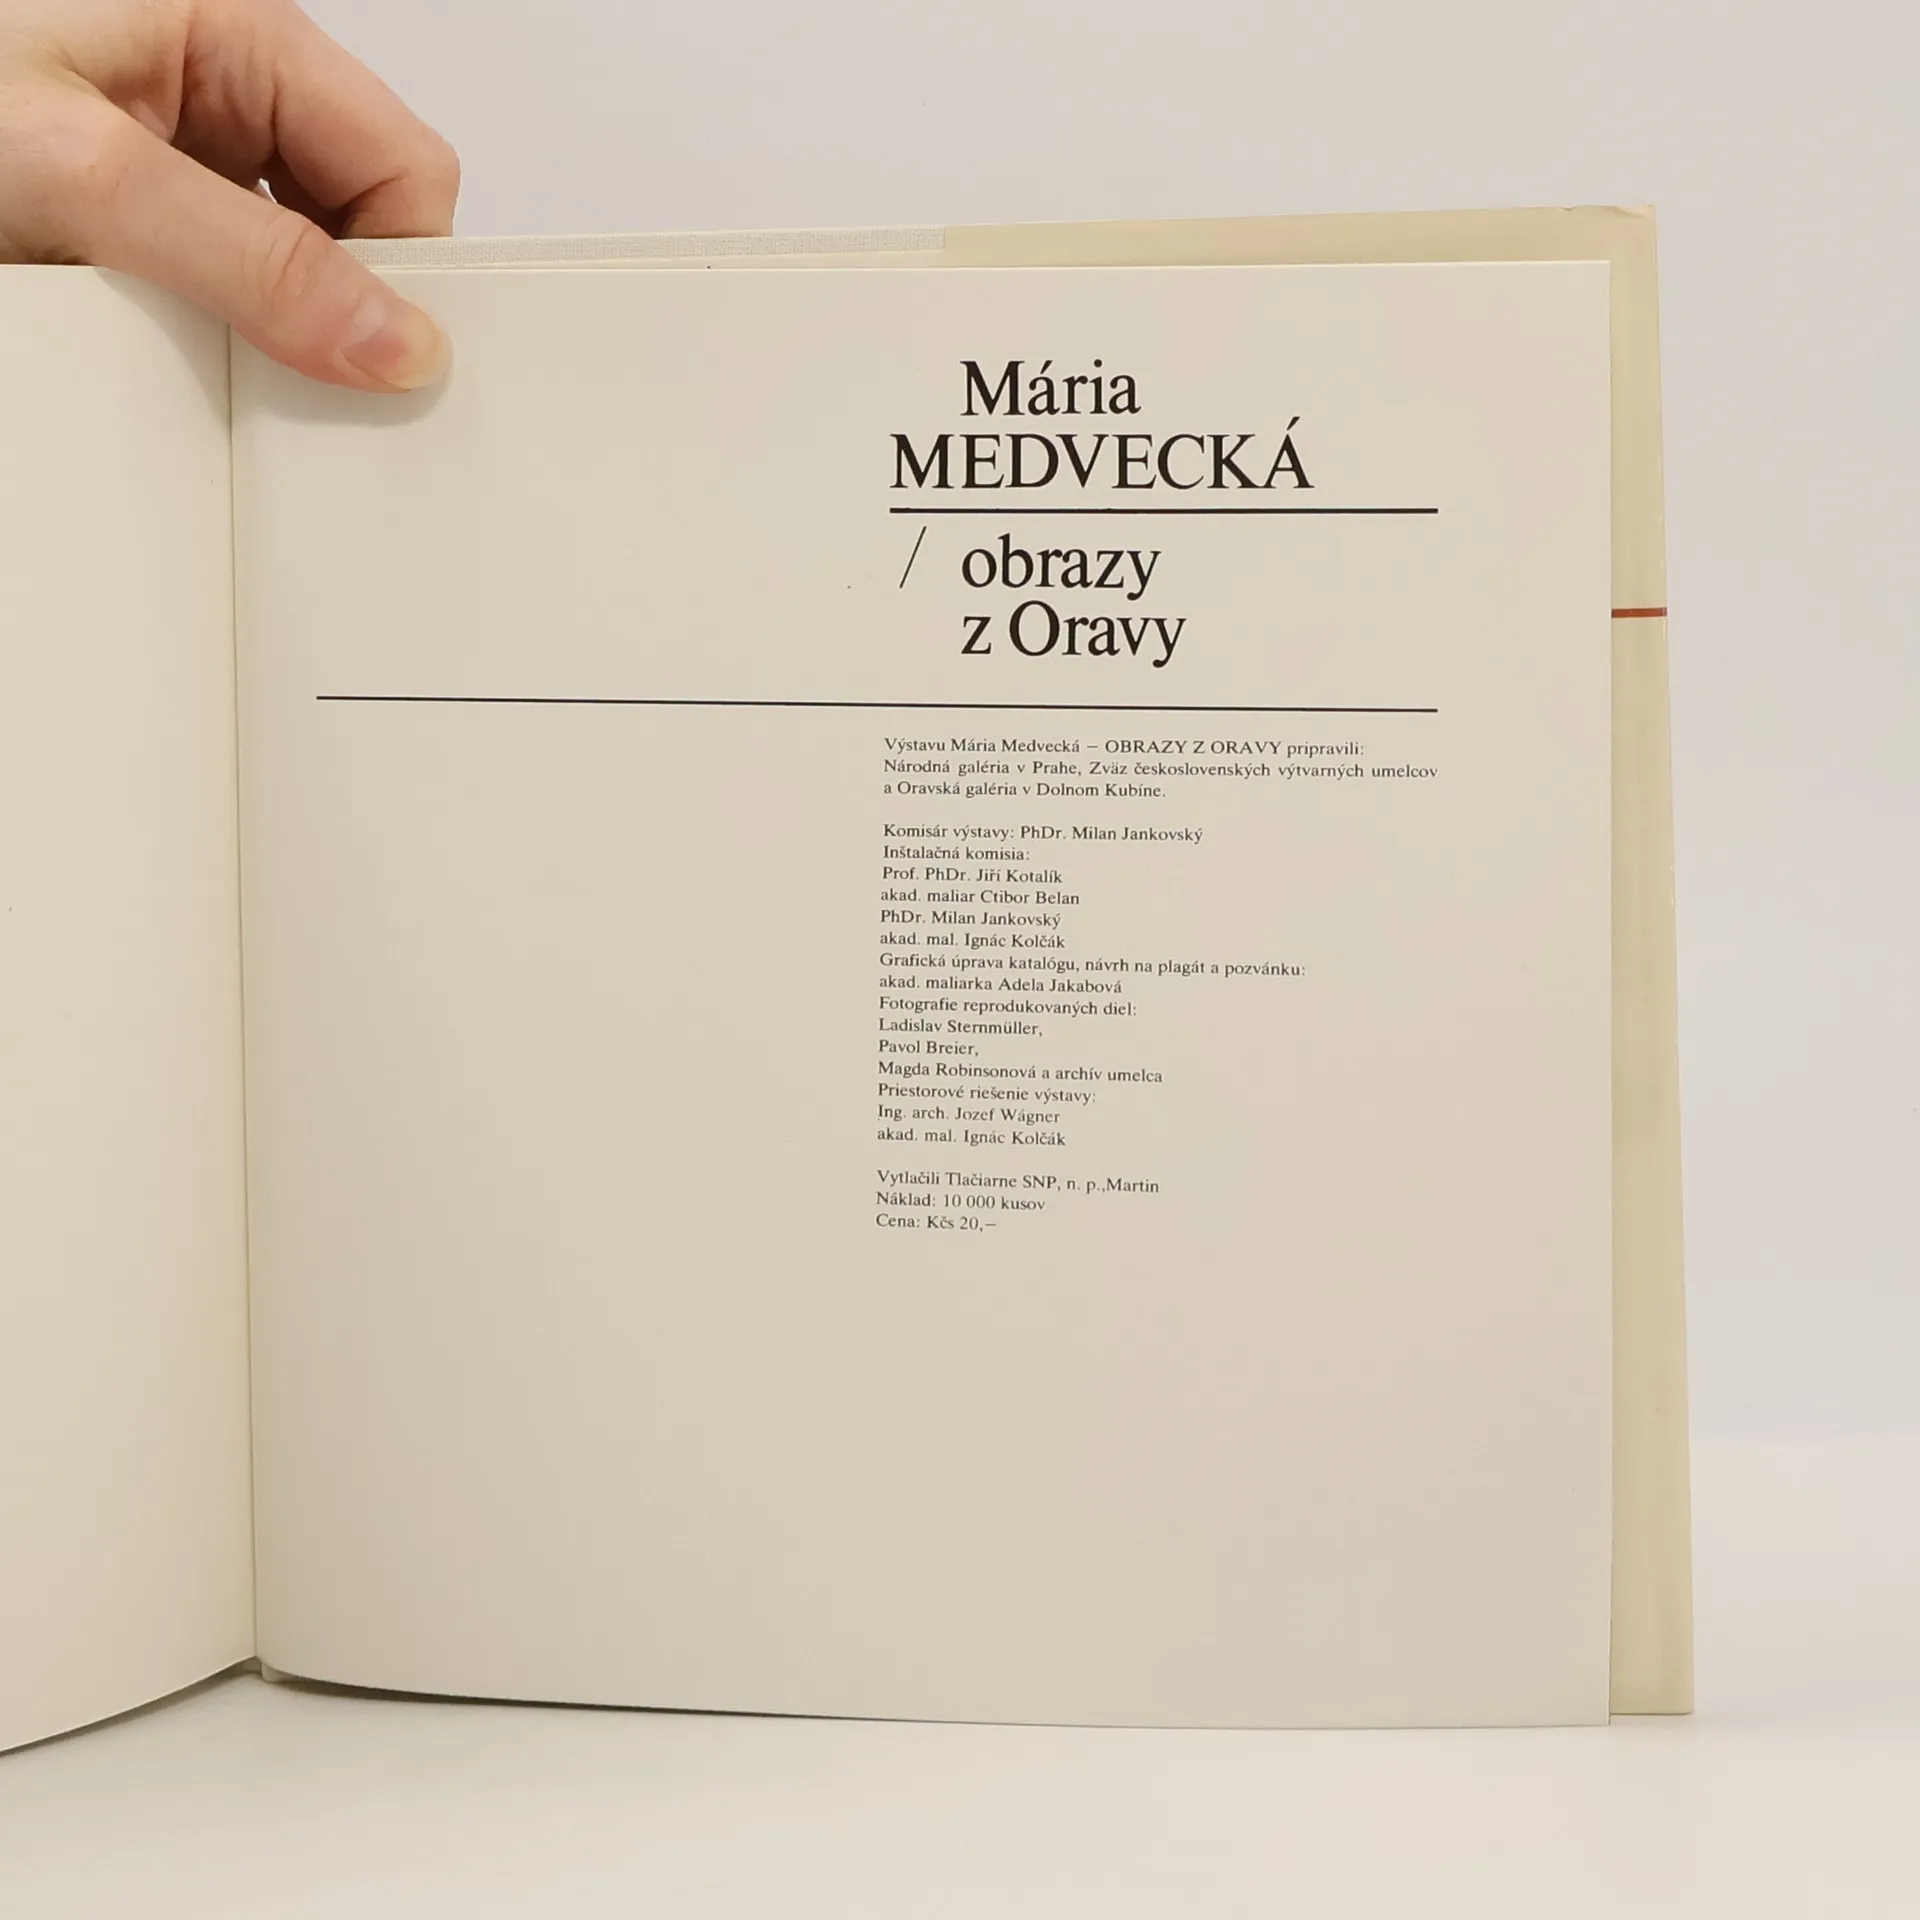 Mária
MEDVECKÁ
/ obrazy
z Oravy
Výstavu Mária Medvecká – OBRAZY Z ORAVY pripravili:
Národná galéria v Prahe, Zväz československých výtvarných umelcov
a Oravská galéria v Dolnom Kubíne.
Komisár výstavy: PhDr. Milan Jankovský
Inštalačná komisia:
Prof. PhDr. Jiří Kotalík
akad. maliar Ctibor Belan
PhDr. Milan Jankovský
akad. mal. Ignác Kolčák
Grafická úprava katalógu, návrh na plagát a pozvánku:
akad. maliarka Adela Jakabová
Fotografie reprodukovaných diel:
Ladislav Sternmüller,
Pavol Breier,
Magda Robinsonová a archív umelca
Priestorové riešenie výstavy:
Ing. arch. Jozef Wágner
akad. mal. Ignác Kolčák
Vytlačili Tlačiarne SNP, n. p.,Martin
Náklad: 10 000 kusov
Cena: Kčs 20,–